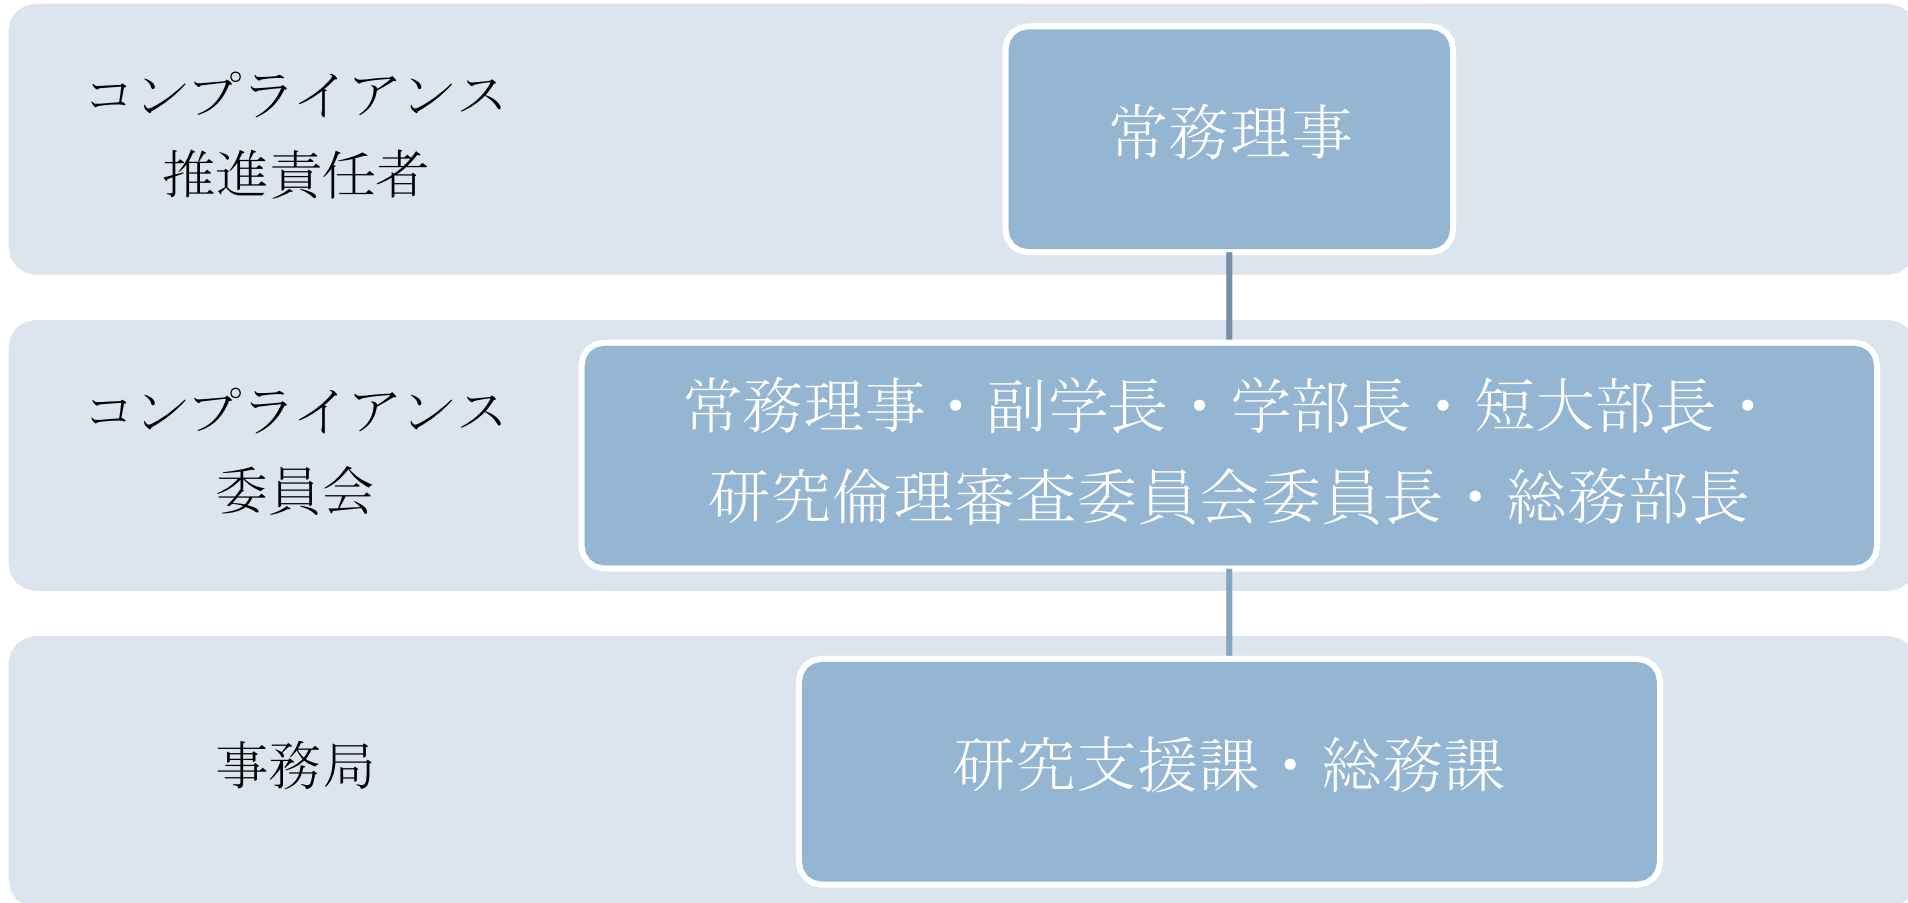 コンプライアンス
推進責任者
常務理事
コンプライアンス
委員会
常務理事・副学長・学部長・短大部長・
研究倫理審査委員会委員長・総務部長
事務局
研究支援課・総務課